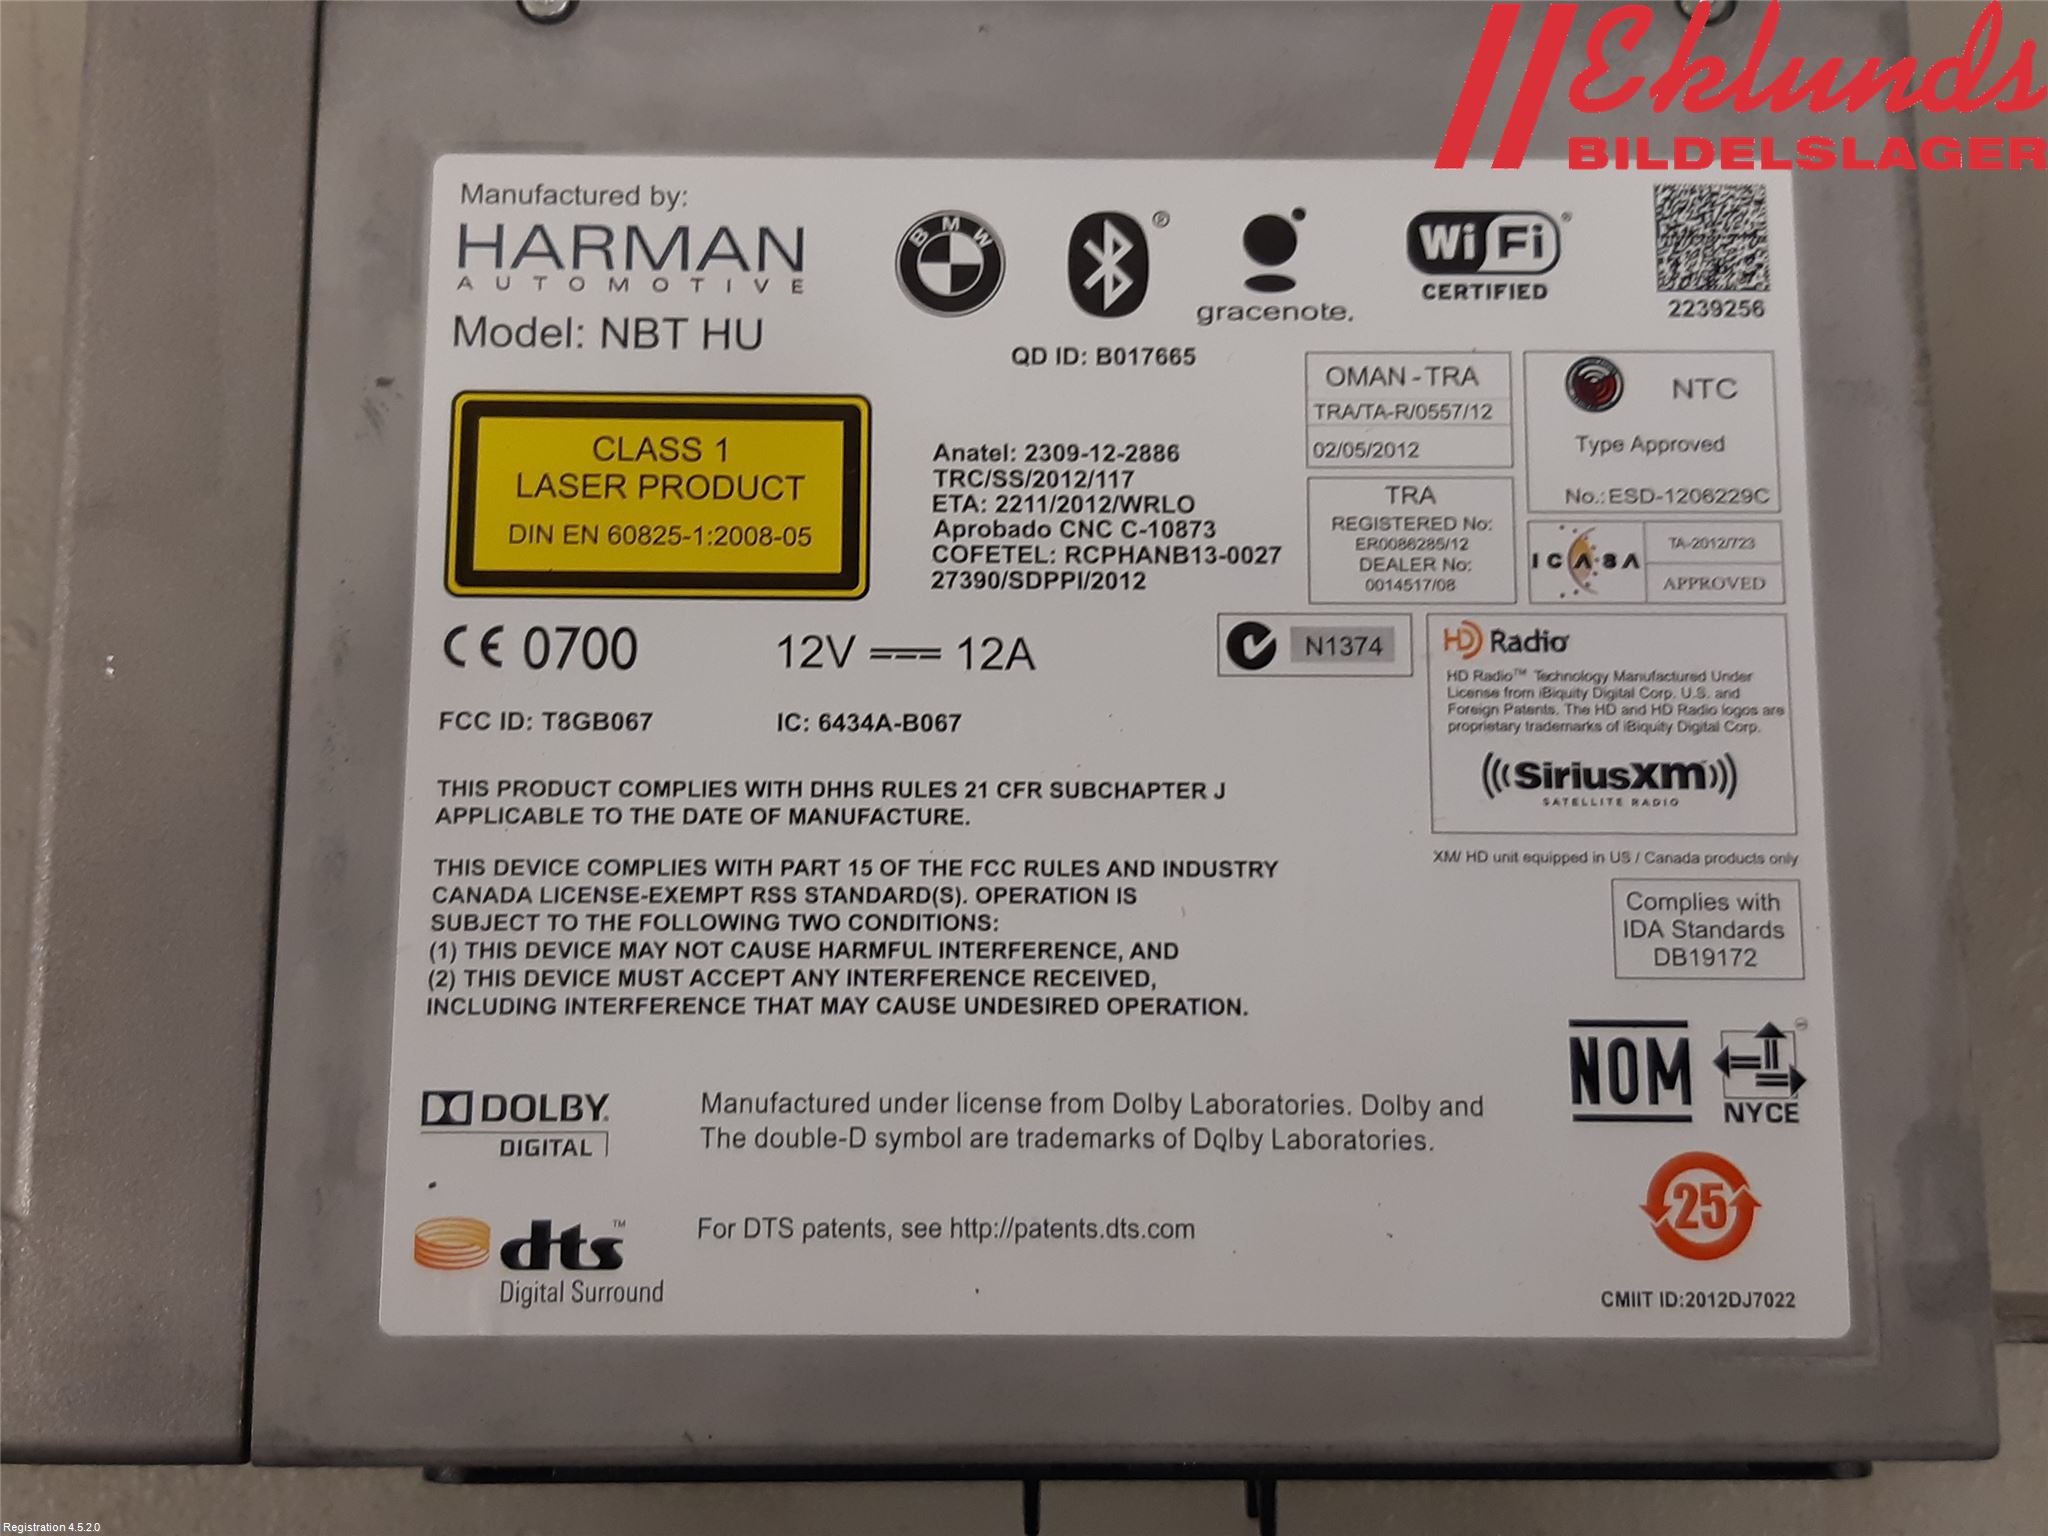 Eklunds
BILDELSLAGER
Manufactured by:
HARMAN
AUTOMOTIVE
Model: NBT HU
BMW
®
gracenote.
WiFi®
CERTIFIED
2239256
QD ID: B017665
CLASS 1
LASER PRODUCT
DIN EN 60825-1:2008-05
Anatel: 2309-12-2886
TRC/SS/2012/117
ETA: 2211/2012/WRLO
Aprobado CNC C-10873
COFETEL: RCPHANB13-0027
27390/SDPPI/2012
OMAN-TRA
TRA/TA-R/0557/12
02/05/2012
TRA
REGISTERED No:
ER0086285/12
DEALER No:
0014517/08
NTC
Type Approved
No.:ESD-1206229C
ICASA
TA-2012/723
APPROVED
CE 0700
12V 12A
N1374
FCC ID: T8GB067
IC: 6434A-B067
HD Radio
HD Radio™ Technology Manufactured Under
License from iBiquity Digital Corp. U.S. and
Foreign Patents. The HD and HD Radio logos are
proprietary trademarks of iBiquity Digital Corp.
(((SiriusXM)))
SATELLITE RADIO
XM/ HD unit equipped in US / Canada products only
THIS PRODUCT COMPLIES WITH DHHS RULES 21 CFR SUBCHAPTER J
APPLICABLE TO THE DATE OF MANUFACTURE.
THIS DEVICE COMPLIES WITH PART 15 OF THE FCC RULES AND INDUSTRY
CANADA LICENSE-EXEMPT RSS STANDARD(S). OPERATION IS
SUBJECT TO THE FOLLOWING TWO CONDITIONS:
(1) THIS DEVICE MAY NOT CAUSE HARMFUL INTERFERENCE, AND
(2) THIS DEVICE MUST ACCEPT ANY INTERFERENCE RECEIVED,
INCLUDING INTERFERENCE THAT MAY CAUSE UNDESIRED OPERATION.
Complies with
IDA Standards
DB19172
NOM
NYCE
DOLBY.
DIGITAL
Manufactured under license from Dolby Laboratories. Dolby and
The double-D symbol are trademarks of Dolby Laboratories.
25
dts™
Digital Surround
For DTS patents, see http://patents.dts.com
CMIIT ID:2012DJ7022
Registration 4.5.2.0